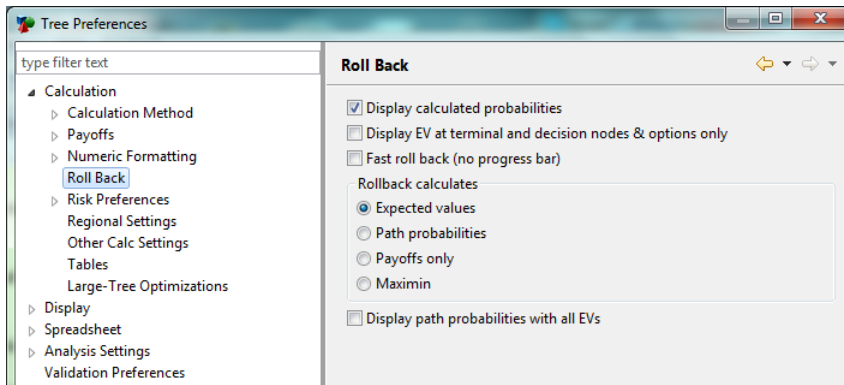 Tree Preferences
type filter text
Calculation
Calculation Method
Payoffs
Numeric Formatting
Roll Back
Risk Preferences
Regional Settings
Other Calc Settings
Tables
Large-Tree Optimizations
Display
Spreadsheet
Analysis Settings
Validation Preferences
Roll Back
Display calculated probabilities
Display EV at terminal and decision nodes & options only
Fast roll back (no progress bar)
Rollback calculates
Expected values
Path probabilities
Payoffs only
Maximin
Display path probabilities with all EVs